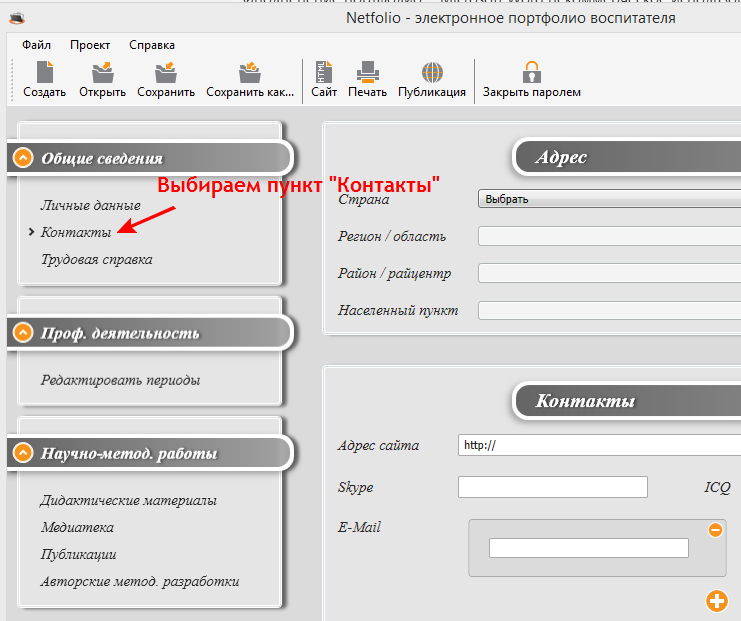 Netfolio - электронное портфолио воспитателя
Файл Проект Справка
Создать Открыть Сохранить Сохранить как... Сайт Печать Публикация Закрыть паролем
HTML
Общие сведения
Выбираем пункт "Контакты"
Личные данные
Контакты
Трудовая справка
Проф. деятельность
Редактировать периоды
Научно-метод. работы
Дидактические материалы
Медиатека
Публикации
Авторские метод. разработки
Адрес
Страна Выбрать
Регион / область
Район / райцентр
Населенный пункт
Контакты
Адрес сайта http://
Skype ICQ
E-Mail